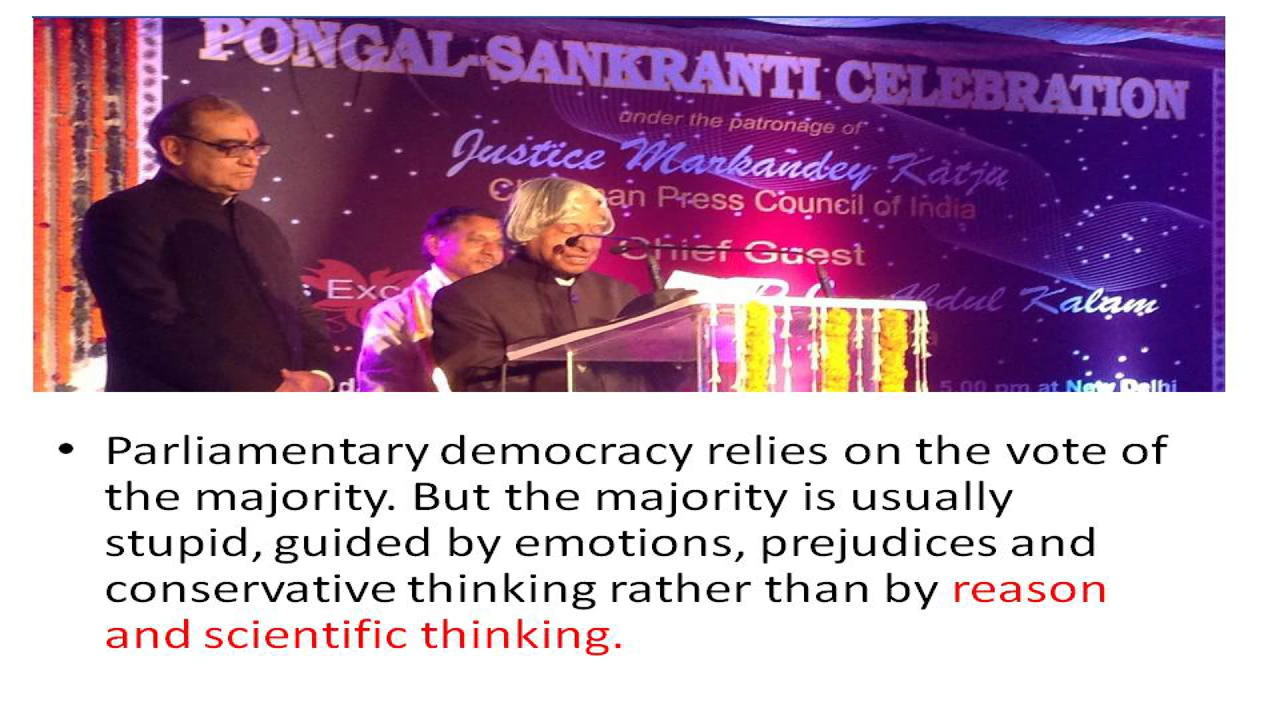 PONGAL-SANKRANTI CELEBRATION
under the patronage of
Justice Markandey Katju
Press Council of India
Chief Guest
Abdul Kalam
5.00 pm at New Delhi
• Parliamentary democracy relies on the vote of
the majority. But the majority is usually
stupid, guided by emotions, prejudices and
conservative thinking rather than by reason
and scientific thinking.